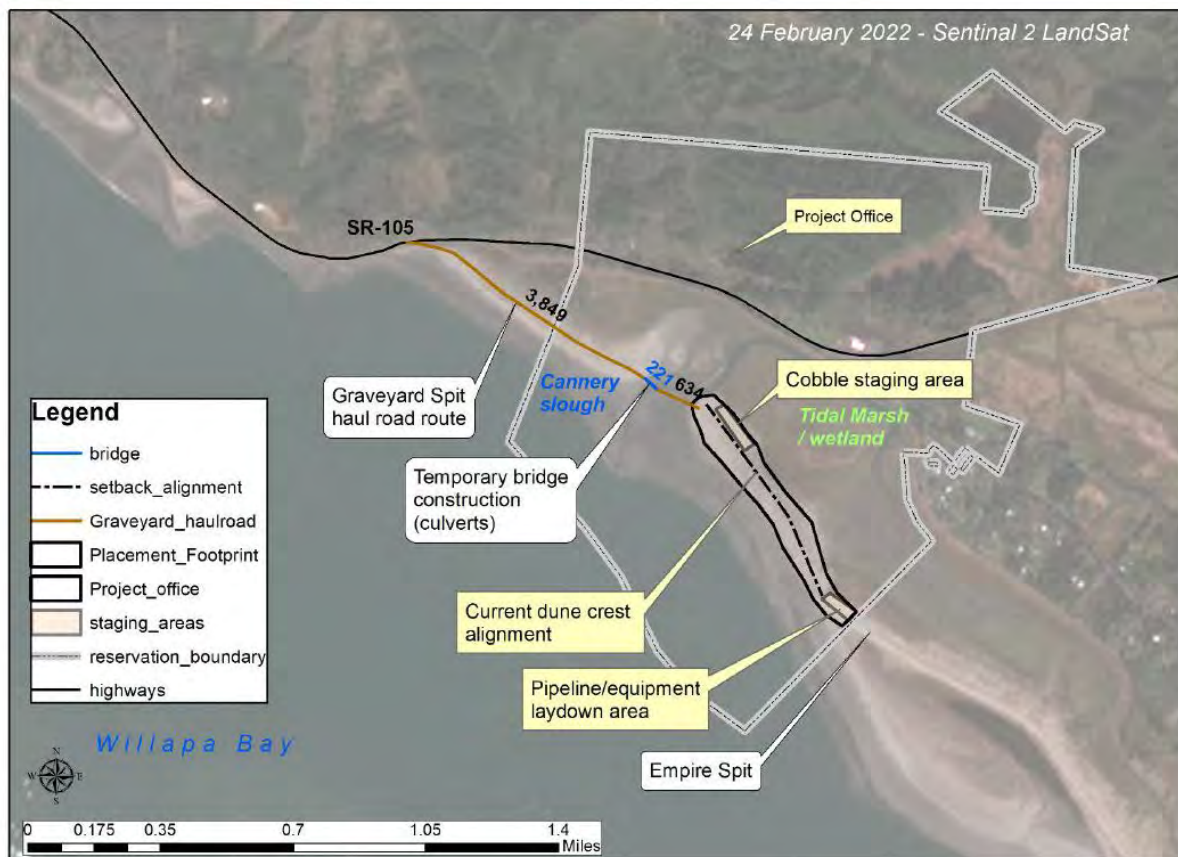 24 February 2022 - Sentinal 2 LandSat
Project Office
SR-105
3,849
Graveyard Spit
haul road route
Cannery
slough
221
634
Cobble staging area
Tidal Marsh
/ wetland
Temporary bridge
construction
(culverts)
Current dune crest
alignment
Pipeline/equipment
laydown area
Empire Spit
Legend
bridge
setback_alignment
Graveyard_haulroad
Placement_Footprint
Project_office
staging_areas
reservation_boundary
highways
Willapa Bay
N
W E
S
0 0.175 0.35 0.7 1.05 1.4
Miles